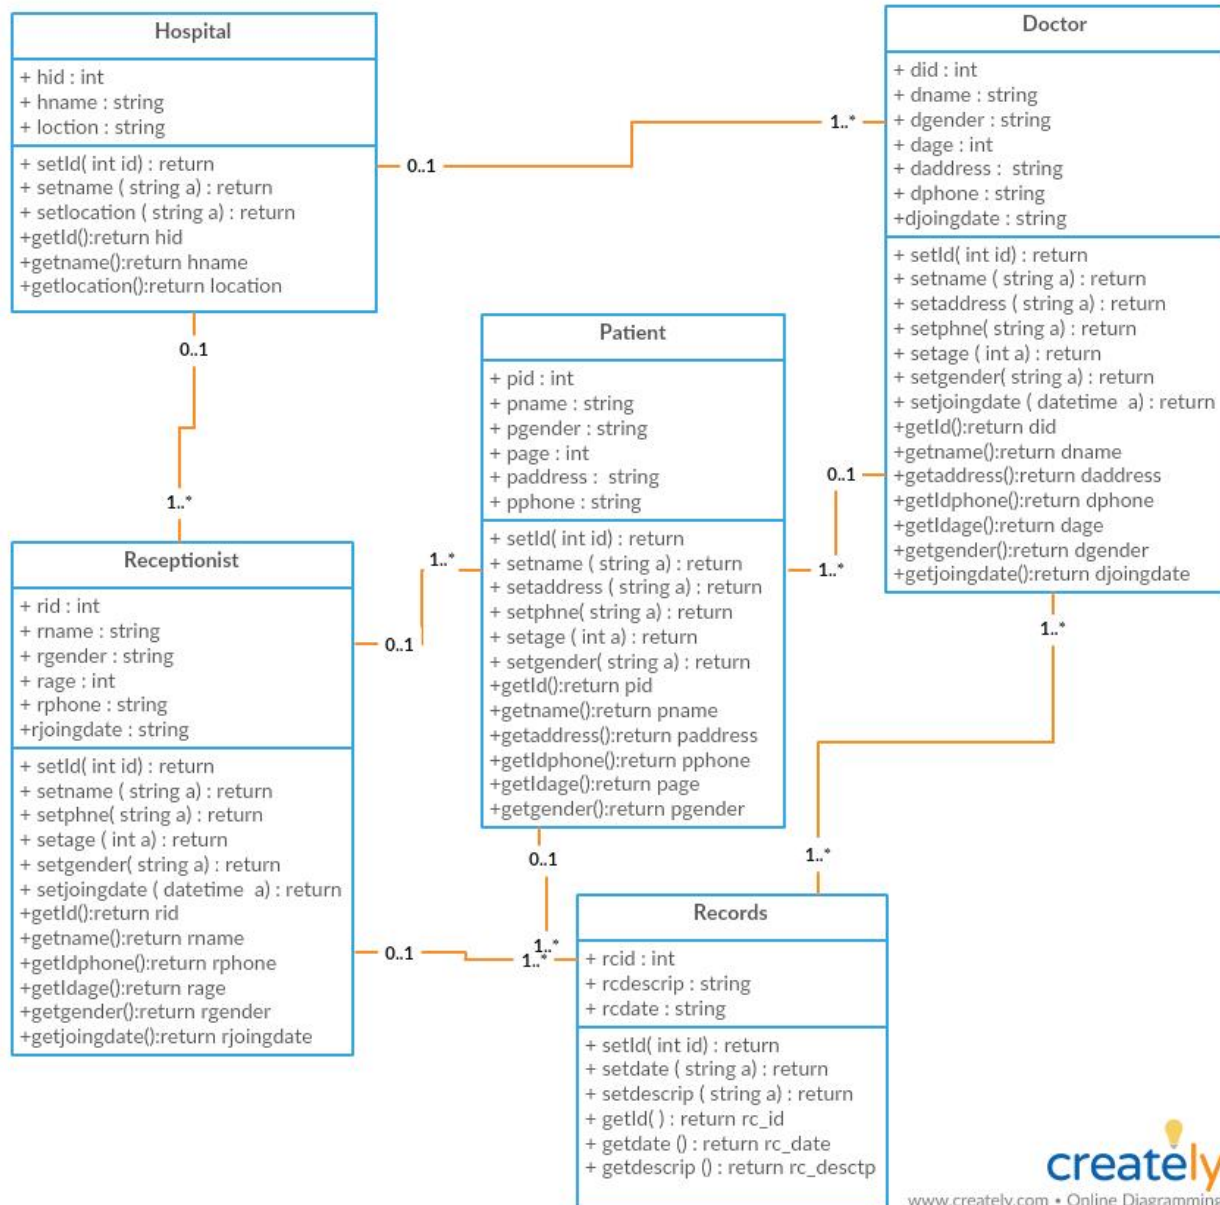 Hospital
+ hid : int
+ hname : string
+ loction : string
+ setId( int id) : return
+ setname ( string a) : return
+ setlocation ( string a) : return
+getId():return hid
+getname():return hname
+getlocation():return location
0..1
1..*
0..1
1..*
Doctor
+ did : int
+ dname : string
+ dgender : string
+ dage : int
+ daddress :  string
+ dphone : string
+djoingdate : string
+ setId( int id) : return
+ setname ( string a) : return
+ setaddress ( string a) : return
+ setphne( string a) : return
+ setage ( int a) : return
+ setgender( string a) : return
+ setjoingdate ( datetime  a) : return
+getId():return did
+getname():return dname
+getaddress():return daddress
+getIdphone():return dphone
+getIdage():return dage
+getgender():return dgender
+getjoingdate():return djoingdate
Patient
+ pid : int
+ pname : string
+ pgender : string
+ page : int
+ paddress :  string
+ pphone : string
+ setId( int id) : return
+ setname ( string a) : return
+ setaddress ( string a) : return
+ setphne( string a) : return
+ setage ( int a) : return
+ setgender( string a) : return
+getId():return pid
+getname():return pname
+getaddress():return paddress
+getIdphone():return pphone
+getIdage():return page
+getgender():return pgender
0..1
1..*
1..*
0..1
Receptionist
+ rid : int
+ rname : string
+ rgender : string
+ rage : int
+ rphone : string
+rjoingdate : string
+ setId( int id) : return
+ setname ( string a) : return
+ setphne( string a) : return
+ setage ( int a) : return
+ setgender( string a) : return
+ setjoingdate ( datetime  a) : return
+getId():return rid
+getname():return rname
+getIdphone():return rphone
+getIdage():return rage
+getgender():return rgender
+getjoingdate():return rjoingdate
1..*
1..*
0..1
1..*
0..1
1..*
Records
+ rcid : int
+ rcdescrip : string
+ rcdate : string
+ setId( int id) : return
+ setdate ( string a) : return
+ setdescrip ( string a) : return
+ getId( ) : return rc_id
+ getdate () : return rc_date
+ getdescrip () : return rc_desctp
creately
www.creately.com • Online Diagramming